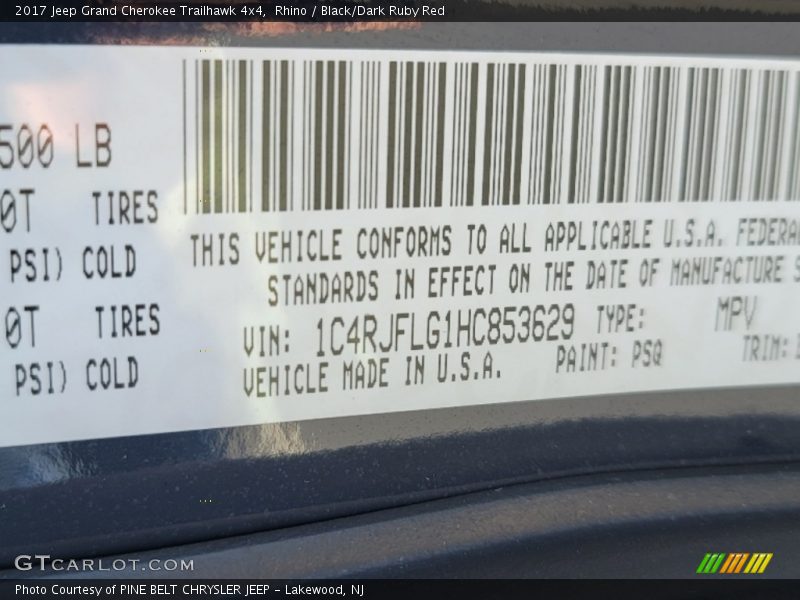 2017 Jeep Grand Cherokee Trailhawk 4x4,  Rhino / Black/Dark Ruby Red
500 LB
0T TIRES
PSI) COLD
0T TIRES
PSI) COLD
THIS VEHICLE CONFORMS TO ALL APPLICABLE U.S.A. FEDERA
STANDARDS IN EFFECT ON THE DATE OF MANUFACTURE S
VIN: 1C4RJFLG1HC853629 TYPE: MPV
VEHICLE MADE IN U.S.A. PAINT: PSQ TRIM:
GTCARLOT.COM
Photo Courtesy of PINE BELT CHRYSLER JEEP - Lakewood, NJ